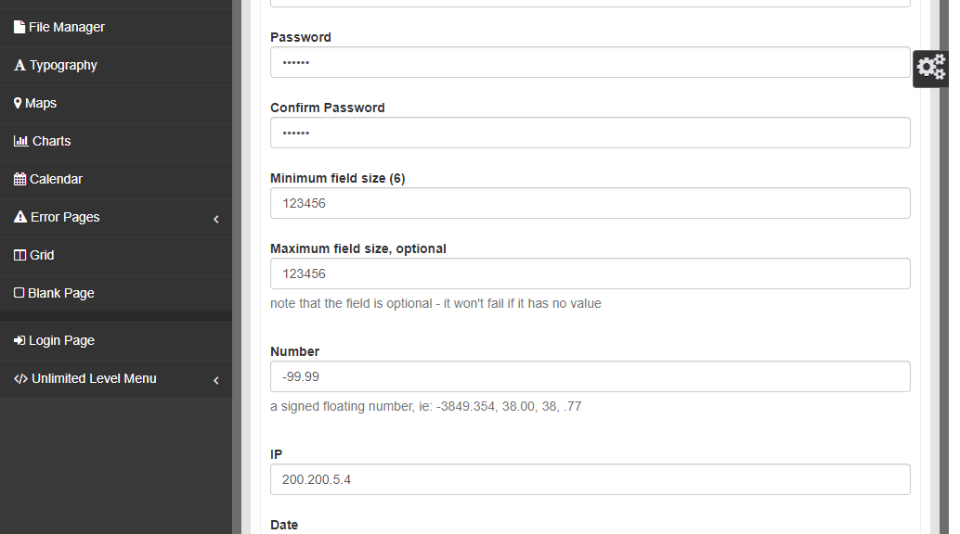 File Manager
Typography
Maps
Charts
Calendar
Error Pages
Grid
Blank Page
Login Page
Unlimited Level Menu
Password
••••••
Confirm Password
••••••
Minimum field size (6)
123456
Maximum field size, optional
123456
note that the field is optional - it won't fail if it has no value
Number
-99.99
a signed floating number, ie: -3849.354, 38.00, 38, .77
IP
200.200.5.4
Date